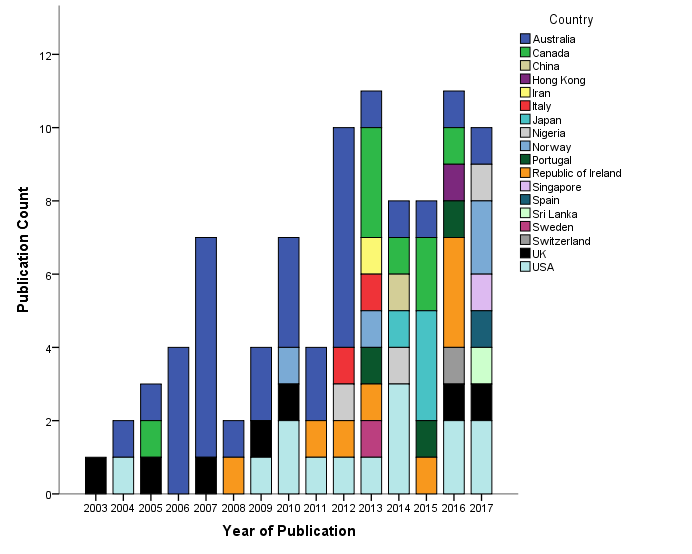 Country
Australia
Canada
China
Hong Kong
Iran
Italy
Japan
Nigeria
Norway
Portugal
Republic of Ireland
Singapore
Spain
Sri Lanka
Sweden
Switzerland
UK
USA
Publication Count
12
10
8
6
4
2
0
2003 2004 2005 2006 2007 2008 2009 2010 2011 2012 2013 2014 2015 2016 2017
Year of Publication